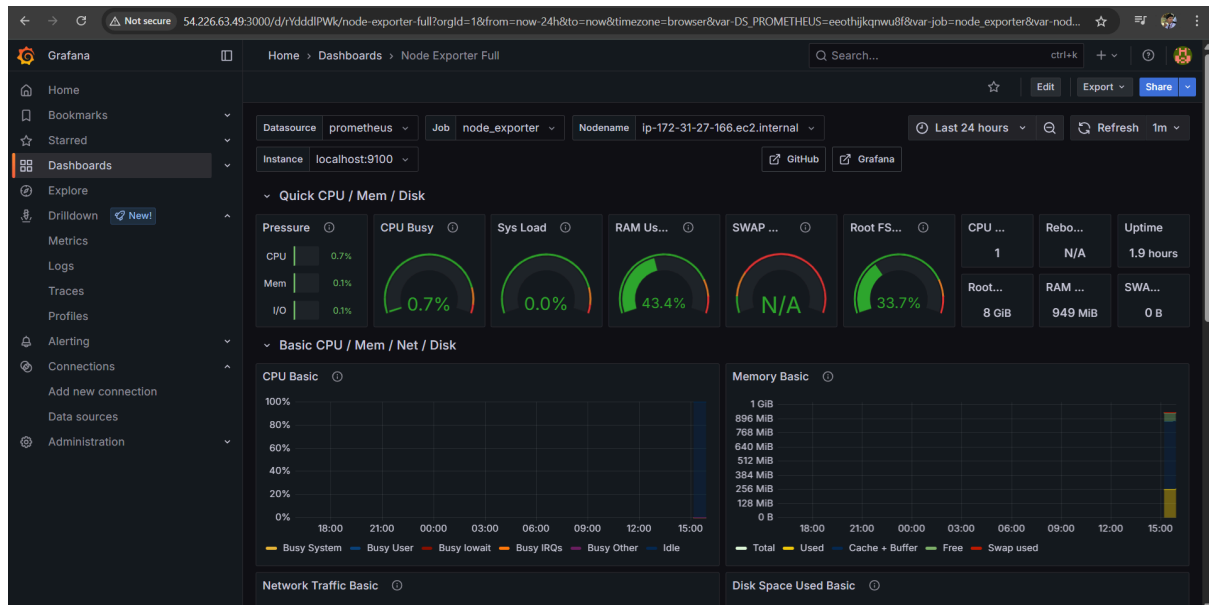 Not secure 54.226.63.49:3000/d/rYdddlPWk/node-exporter-full?orgId=1&from=now-24h&to=now&timezone=browser&var-DS_PROMETHEUS=eeothijkqnwu8f&var-job=node_exporter&var-nod...
Grafana
Home › Dashboards › Node Exporter Full
Search...
ctrl+k
Home
Bookmarks
Starred
Dashboards
Explore
Drilldown New!
Metrics
Logs
Traces
Profiles
Alerting
Connections
Add new connection
Data sources
Administration
Edit Export Share
Datasource prometheus Job node_exporter Nodename ip-172-31-27-166.ec2.internal Last 24 hours Refresh 1m
Instance localhost:9100 GitHub Grafana
Quick CPU / Mem / Disk
Pressure
CPU 0.7%
Mem 0.1%
I/O 0.1%
CPU Busy
0.7%
Sys Load
0.0%
RAM Us...
43.4%
SWAP ...
N/A
Root FS...
33.7%
CPU ...
1
Rebo...
N/A
Uptime
1.9 hours
Root...
8 GiB
RAM ...
949 MiB
SWA...
0 B
Basic CPU / Mem / Net / Disk
CPU Basic
100%
80%
60%
40%
20%
0%
18:00 21:00 00:00 03:00 06:00 09:00 12:00 15:00
Busy System Busy User Busy Iowait Busy IRQs Busy Other Idle
Memory Basic
1 GiB
896 MiB
768 MiB
640 MiB
512 MiB
384 MiB
256 MiB
128 MiB
0 B
18:00 21:00 00:00 03:00 06:00 09:00 12:00 15:00
Total Used Cache + Buffer Free Swap used
Network Traffic Basic
Disk Space Used Basic